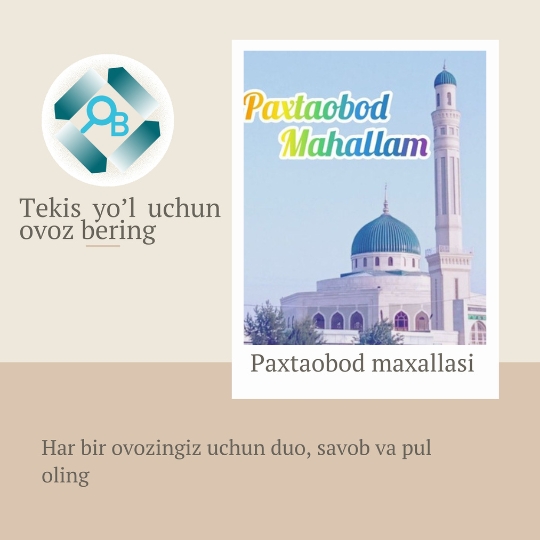 OB
Tekis yo’l uchun
ovoz bering
Paxtaobod
Mahallam
Paxtaobod maxallasi
Har bir ovozingiz uchun duo, savob va pul
oling